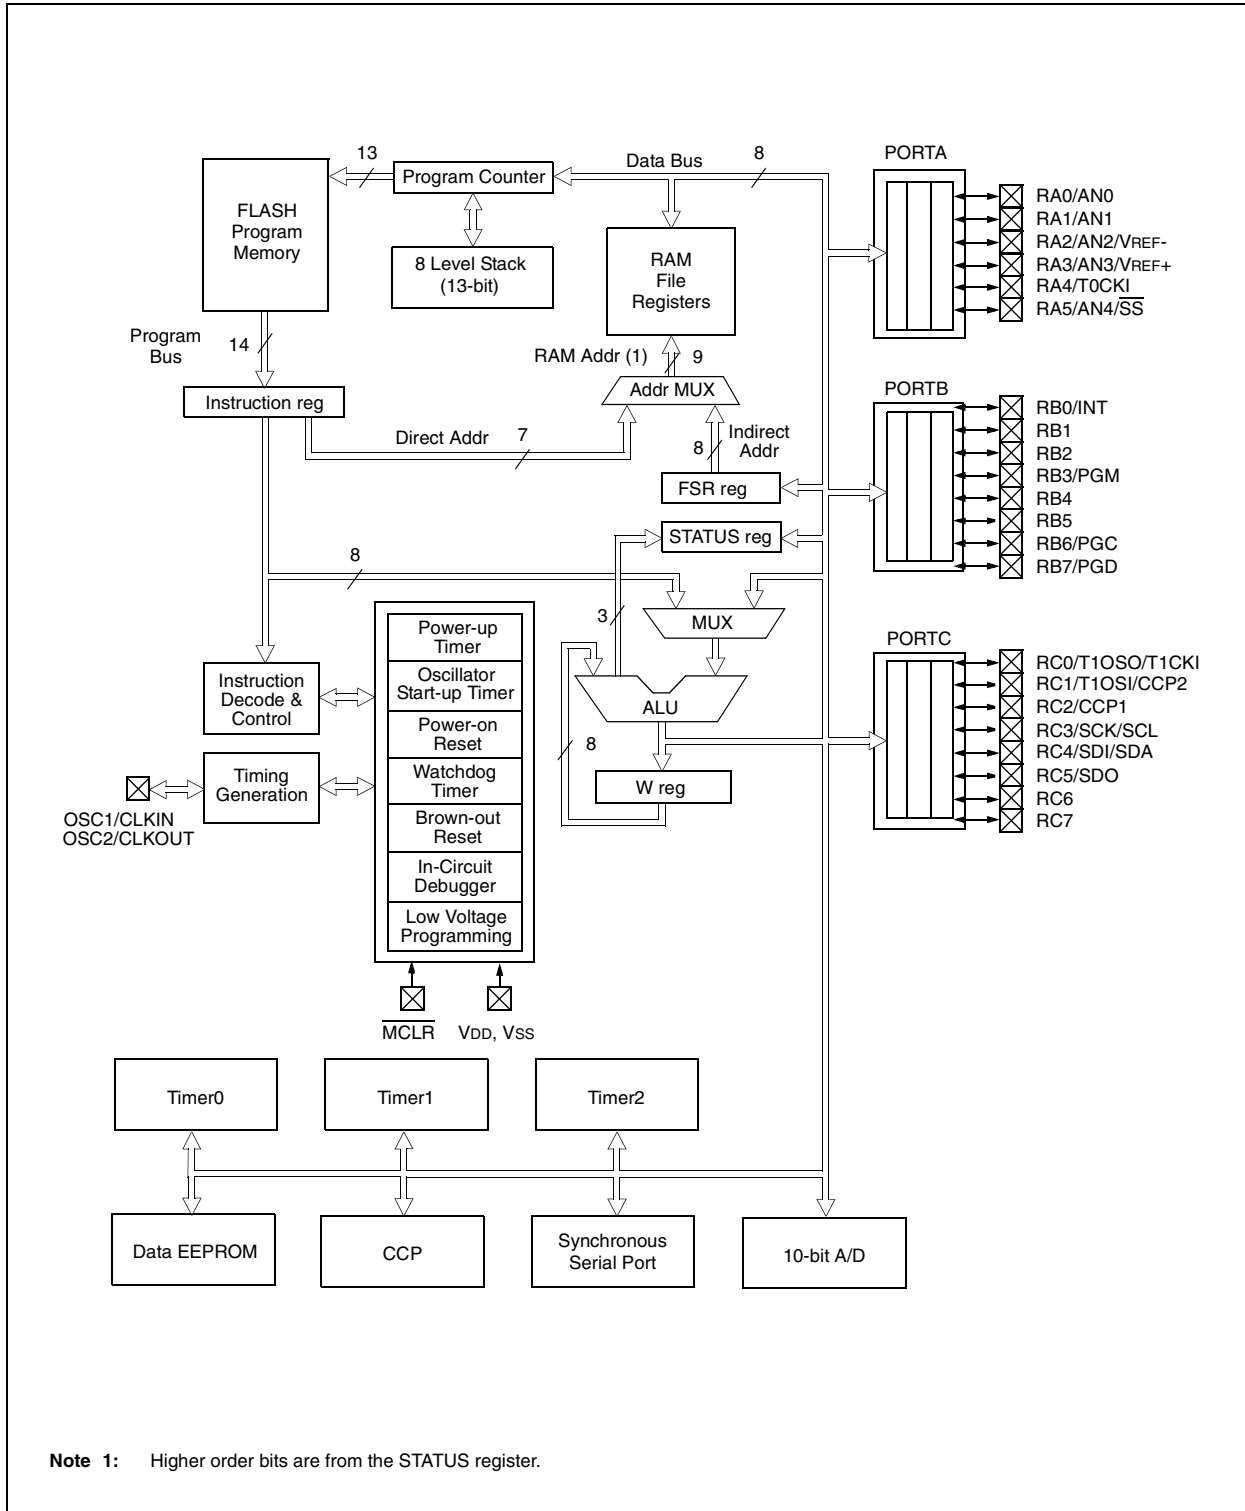 13
Data Bus
8
PORTA
FLASH
Program
Memory
Program Counter
8 Level Stack
(13-bit)
RAM
File
Registers
RA0/AN0
RA1/AN1
RA2/AN2/VREF-
RA3/AN3/VREF+
RA4/T0CKI
RA5/AN4/SS
Program
Bus
14
RAM Addr (1)
9
Instruction reg
Addr MUX
PORTB
Direct Addr
7
8
Indirect
Addr
FSR reg
STATUS reg
RB0/INT
RB1
RB2
RB3/PGM
RB4
RB5
RB6/PGC
RB7/PGD
8
3
MUX
PORTC
Power-up
Timer
Oscillator
Start-up Timer
Power-on
Reset
Watchdog
Timer
Brown-out
Reset
In-Circuit
Debugger
Low Voltage
Programming
Instruction
Decode &
Control
Timing
Generation
OSC1/CLKIN
OSC2/CLKOUT
ALU
8
W reg
RC0/T1OSO/T1CKI
RC1/T1OSI/CCP2
RC2/CCP1
RC3/SCK/SCL
RC4/SDI/SDA
RC5/SDO
RC6
RC7
MCLR
VDD, VSS
Timer0
Timer1
Timer2
Data EEPROM
CCP
Synchronous
Serial Port
10-bit A/D
Note 1: Higher order bits are from the STATUS register.